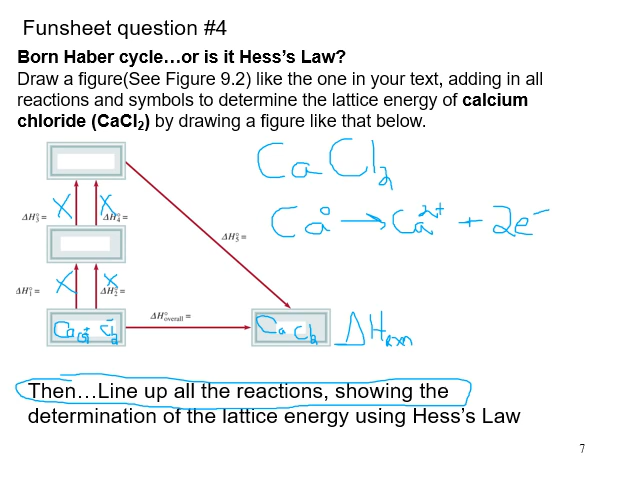 Funsheet question #4
Born Haber cycle…or is it Hess's Law?
Draw a figure(See Figure 9.2) like the one in your text, adding in all
reactions and symbols to determine the lattice energy of calcium
chloride (CaCl₂) by drawing a figure like that below.
CaCl₂
ΔH°₃ = X X ΔH°₄ =
Ca⁰ → Ca²⁺ + 2e⁻
ΔH°₅ =
ΔH°₁ = X X ΔH°₂ =
ΔH°overall =
Ca Cl₂
CaCl₂ ΔHrxn
Then…Line up all the reactions, showing the
determination of the lattice energy using Hess's Law
7